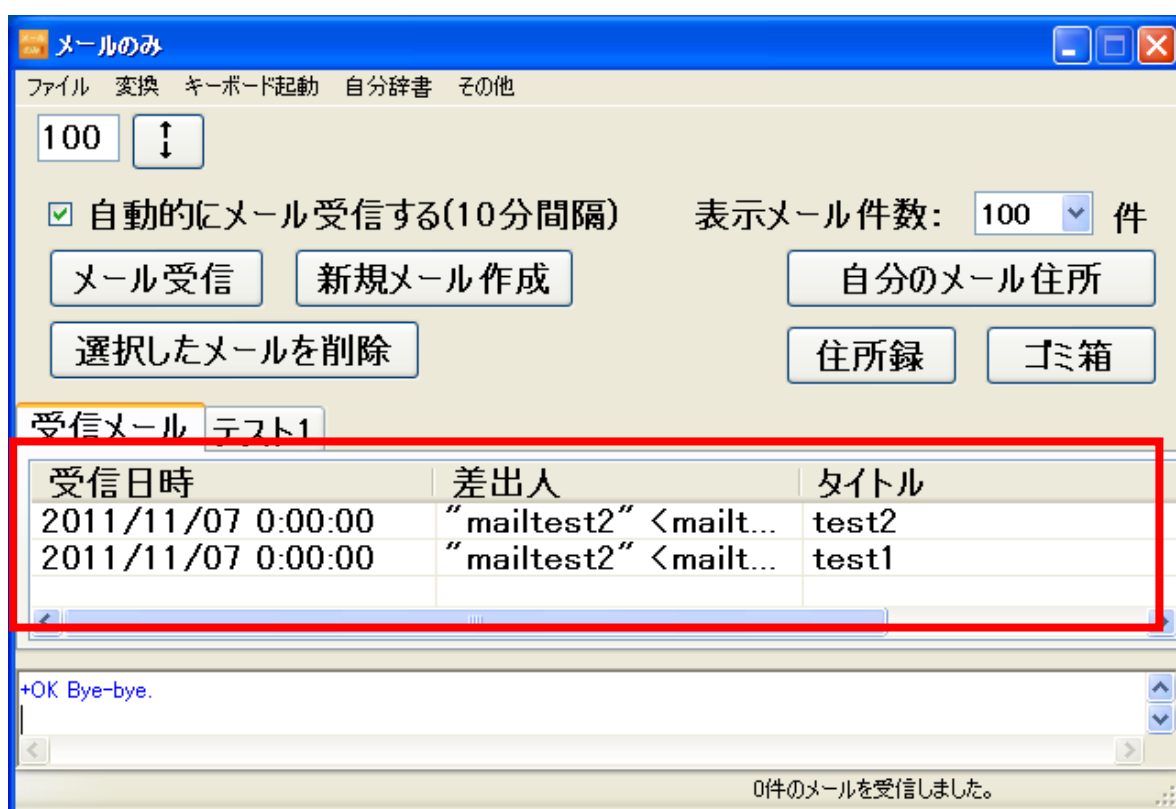 メールのみ
ファイル 変換 キーボード起動 自分辞書 その他
100
自動的にメール受信する(10分間隔) 表示メール件数: 100 件
メール受信 新規メール作成 自分のメール住所
選択したメールを削除 住所録 ゴミ箱
受信メール テスト1
受信日時 差出人 タイトル
2011/11/07 0:00:00 "mailtest2" <mailt... test2
2011/11/07 0:00:00 "mailtest2" <mailt... test1
+OK Bye-bye.
0件のメールを受信しました。